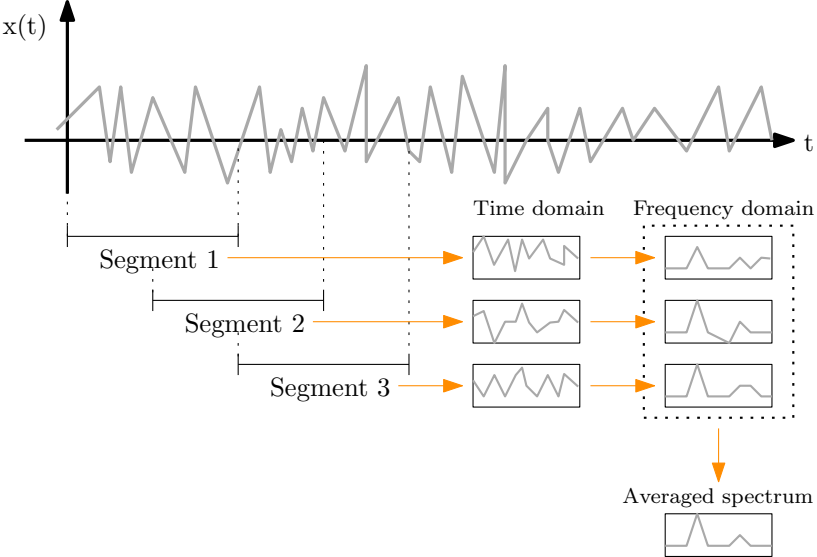 x(t)
t
Time domain
Frequency domain
Segment 1
Segment 2
Segment 3
Averaged spectrum